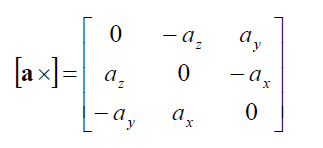 [a×] = [ 0 −a_z a_y
a_z 0 −a_x
−a_y a_x 0 ]